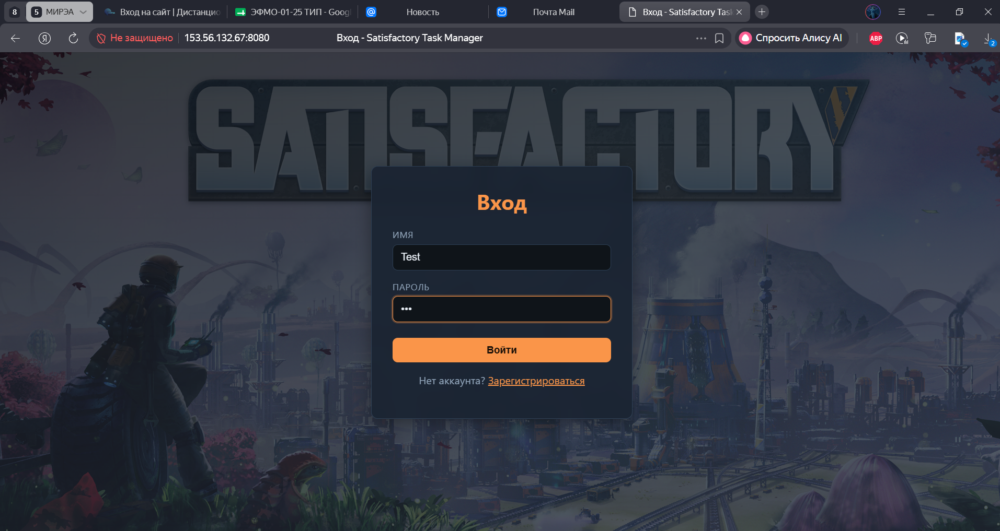 8
5 МИРЭА
Вход на сайт | Дистанцио
ЭФМО-01-25 ТИП - Googl
Новость
Почта Mail
Вход - Satisfactory Task
Не защищено
153.56.132.67:8080
Вход - Satisfactory Task Manager
Спросить Алису AI
ABP
2
SATISFACTORY
Вход
ИМЯ
Test
ПАРОЛЬ
•••
Войти
Нет аккаунта? Зарегистрироваться